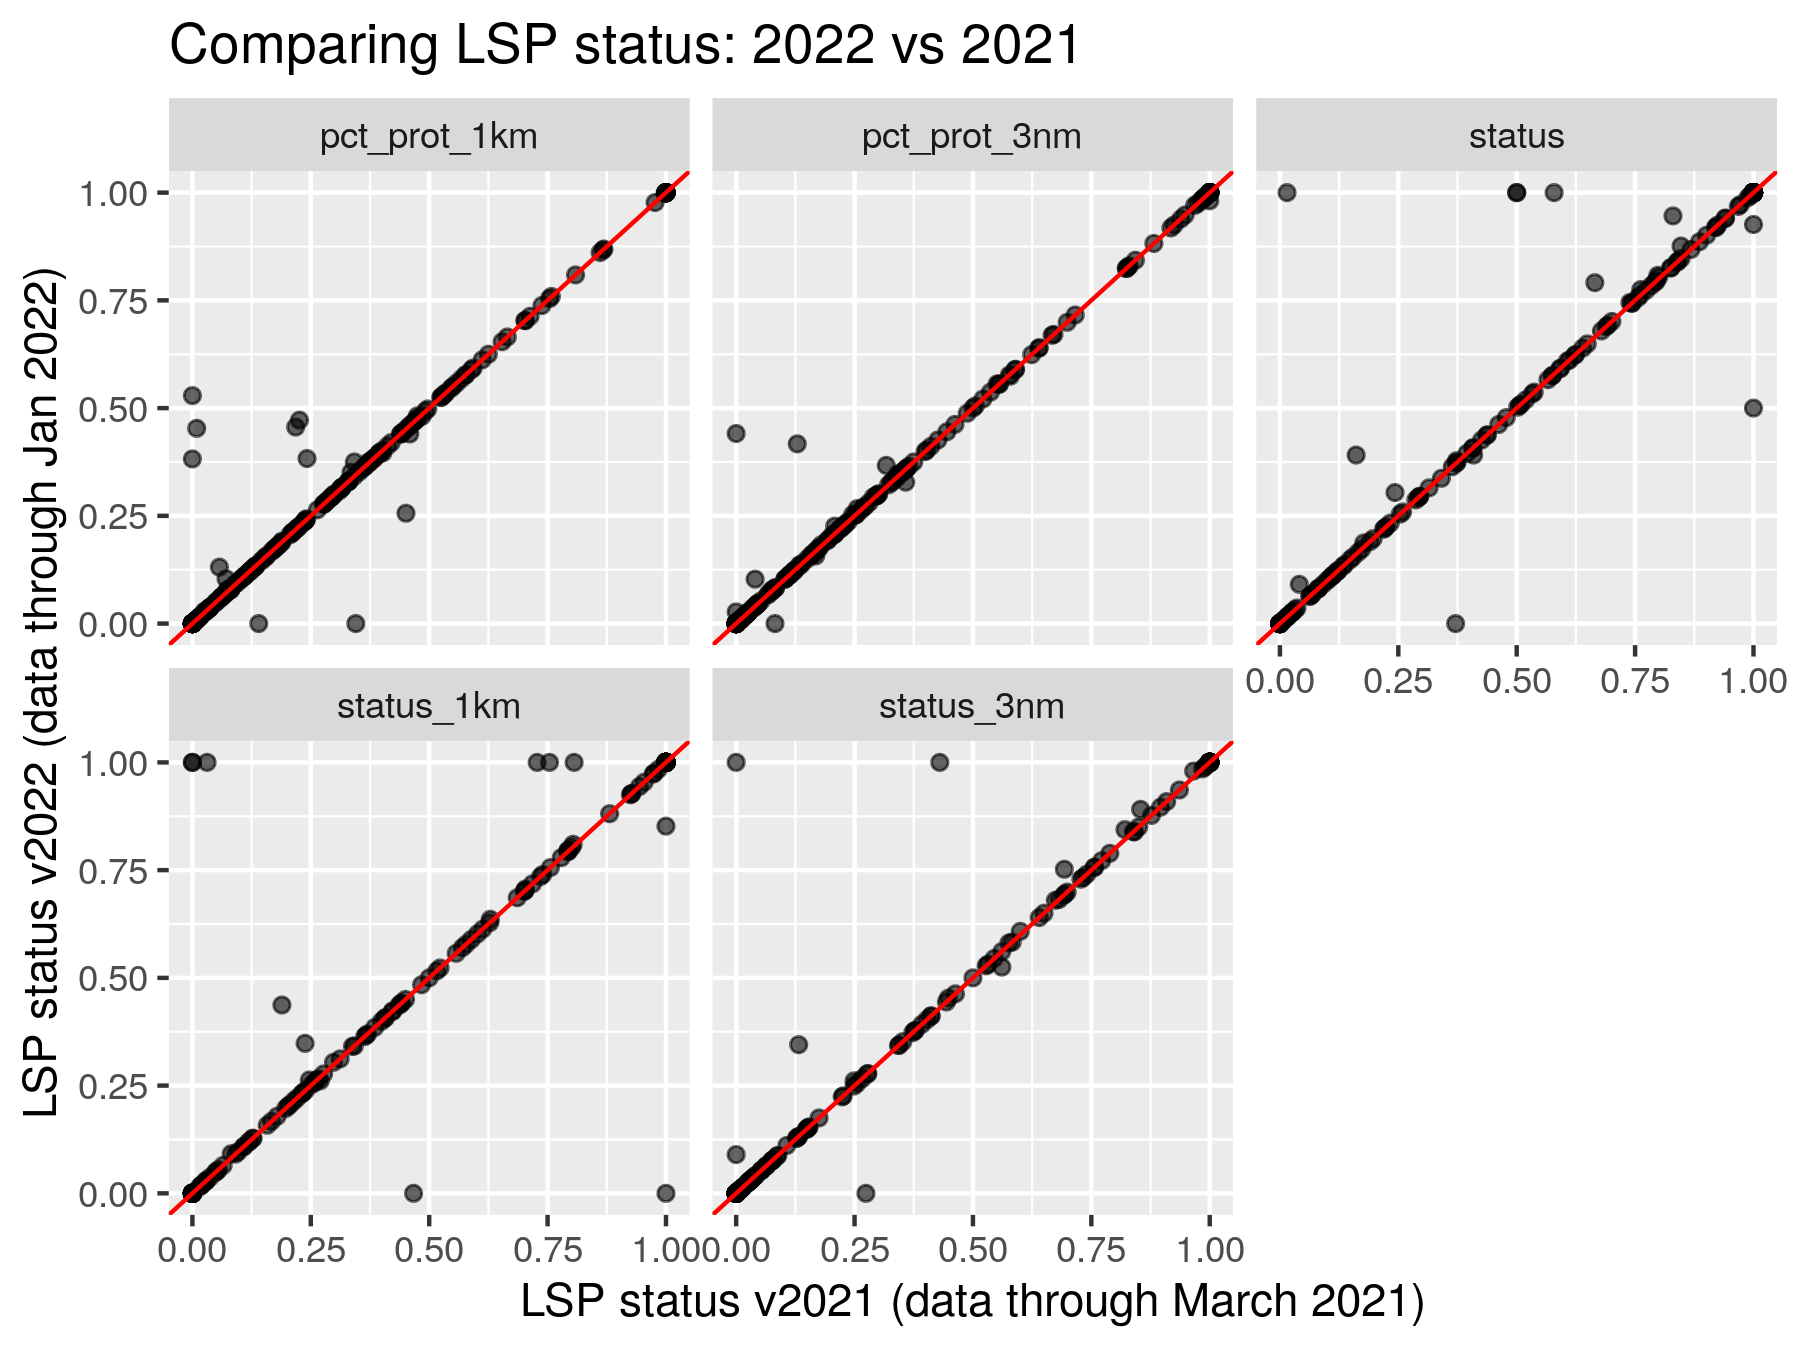 Comparing LSP status: 2022 vs 2021
pct_prot_1km
pct_prot_3nm
status
1.00
0.75
0.50
0.25
0.00
0.00 0.25 0.50 0.75 1.00
status_1km
status_3nm
1.00
0.75
0.50
0.25
0.00
0.00 0.25 0.50 0.75 1.00
0.00 0.25 0.50 0.75 1.00
LSP status v2022 (data through Jan 2022)
LSP status v2021 (data through March 2021)